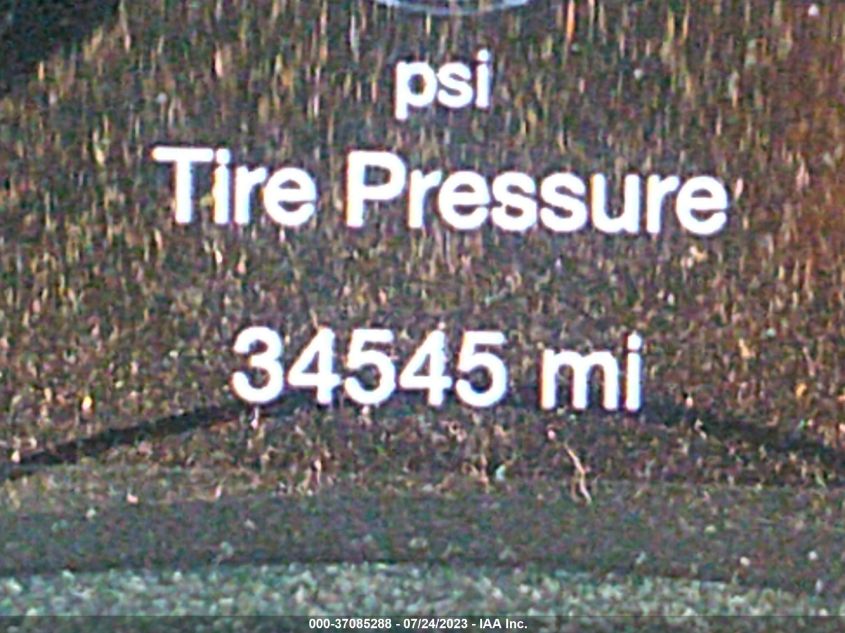 psi
Tire Pressure
34545 mi
000-37085288 - 07/24/2023 - IAA Inc.